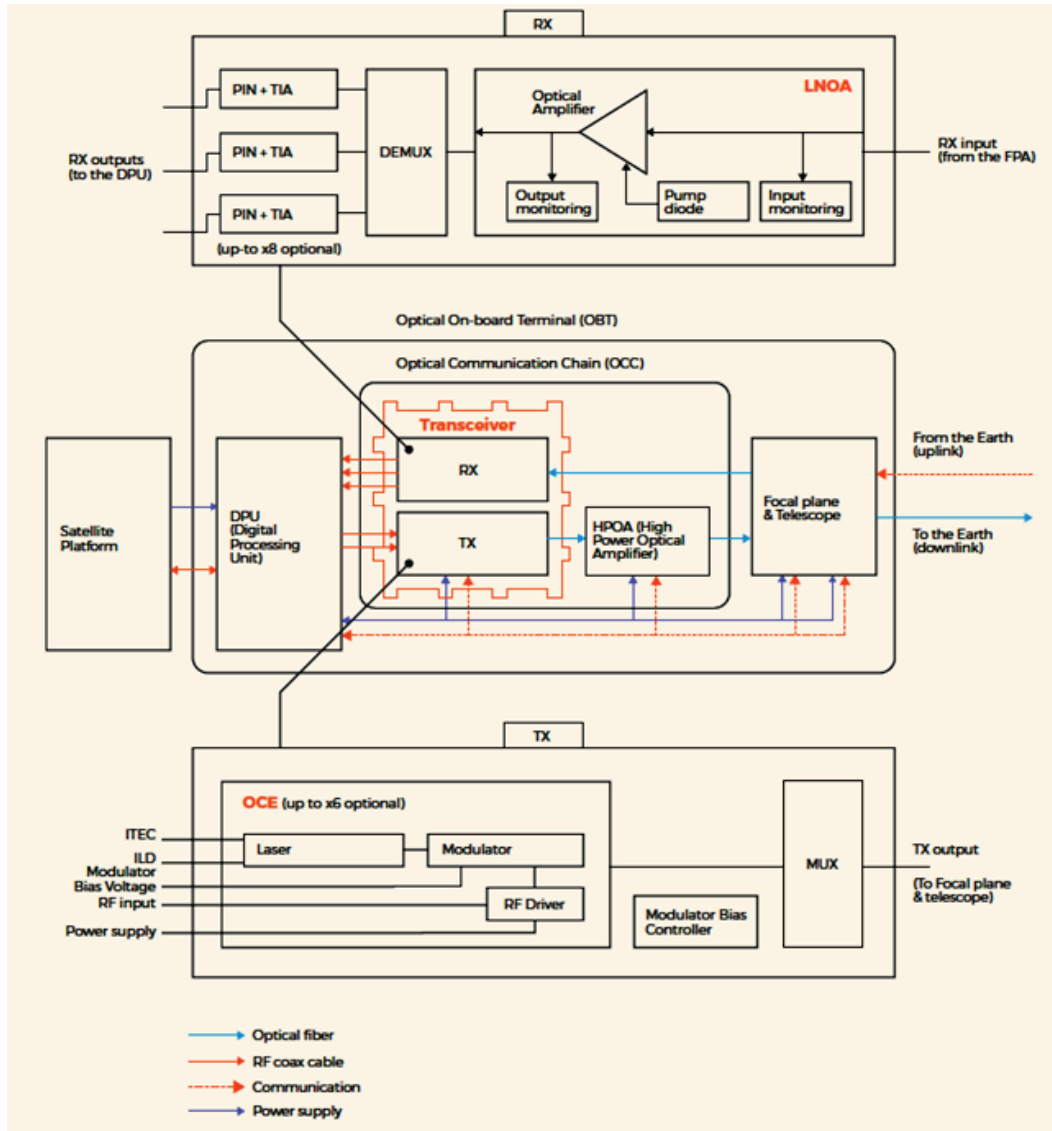 RX
PIN + TIA
PIN + TIA
PIN + TIA
(up-to x8 optional)
RX outputs
(to the DPU)
DEMUX
LNOA
Optical
Amplifier
Output
monitoring
Pump
diode
Input
monitoring
RX input
(from the FPA)
Optical On-board Terminal (OBT)
Optical Communication Chain (OCC)
Transceiver
RX
TX
Satellite
Platform
DPU
(Digital
Processing
Unit)
HPOA (High
Power Optical
Amplifier)
Focal plane
& Telescope
From the Earth
(uplink)
To the Earth
(downlink)
TX
OCE (up to x6 optional)
ITEC
ILD
Modulator
Bias Voltage
RF input
Power supply
Laser
Modulator
RF Driver
Modulator Bias
Controller
MUX
TX output
(To Focal plane
& telescope)
Optical fiber
RF coax cable
Communication
Power supply